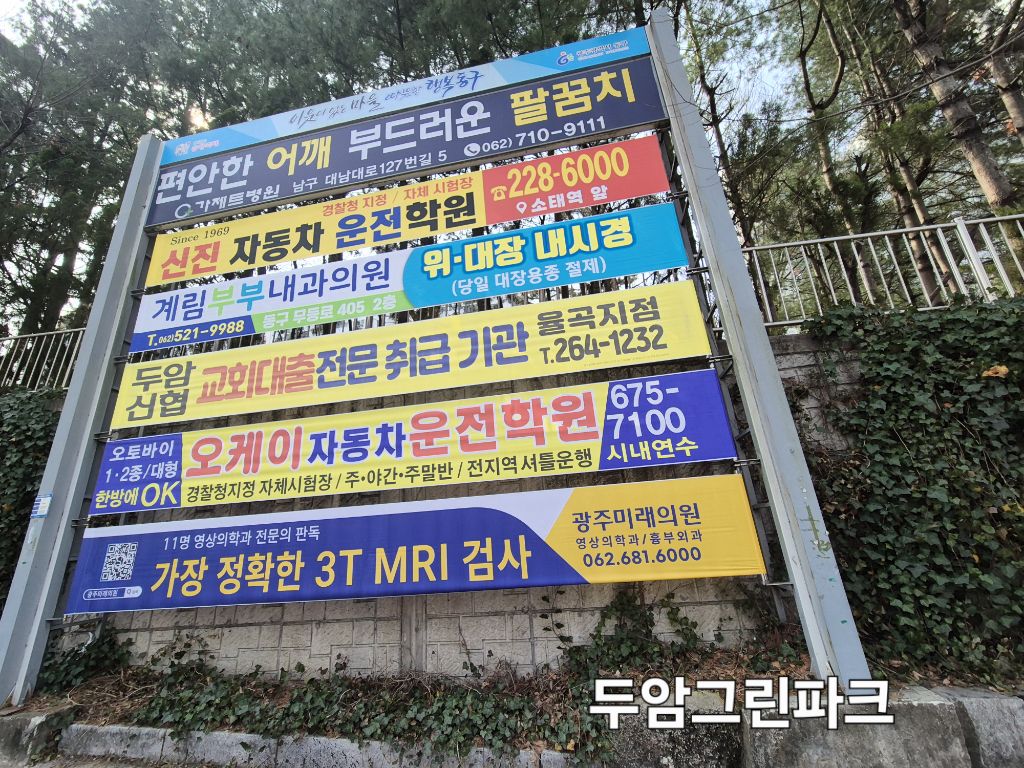 이웃이 있는 마을 따뜻한 행복동구
편안한 어깨 부드러운 팔꿈치
남구 대남대로127번길 5 062) 710-9111
Since 1969 경찰청 지정 / 자체 시험장
신진 자동차 운전학원
228-6000
소태역 앞
계림부부내과의원
T.062)521-9988 동구 무등로 405 2층
위·대장 내시경
(당일 대장용종 절제)
두암
신협
교회대출전문 취급 기관
율곡지점
T.264-1232
오토바이
1·2종/대형
한방에OK
오케이자동차운전학원
경찰청지정 자체시험장 / 주·야간·주말반 / 전지역셔틀운행
675-
7100
시내연수
11명 영상의학과 전문의 판독
가장 정확한 3T MRI 검사
광주미래의원
광주미래의원
영상의학과/흉부외과
062.681.6000
두암그린파크